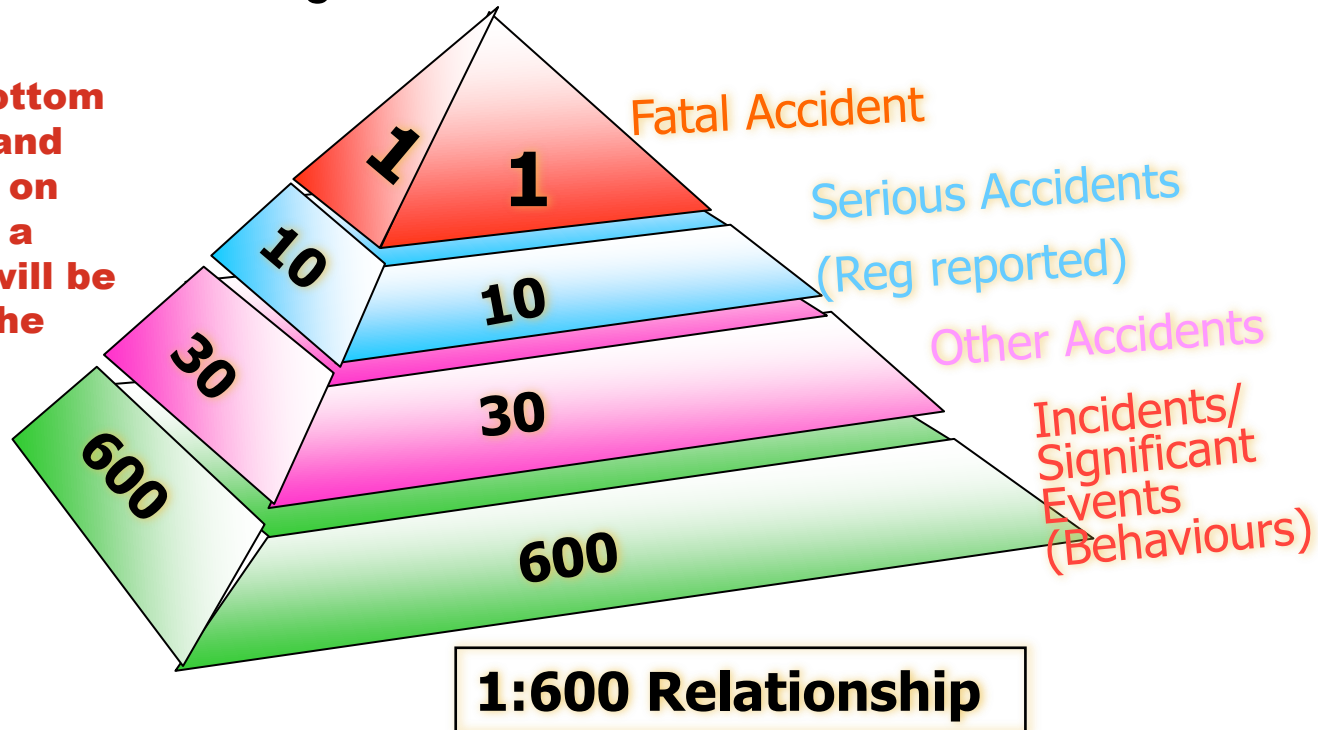 ottom
and
on
a
will be
he
1
1
Fatal Accident
10
10
Serious Accidents
(Reg reported)
30
30
Other Accidents
600
600
Incidents/
Significant
Events
(Behaviours)
1:600 Relationship